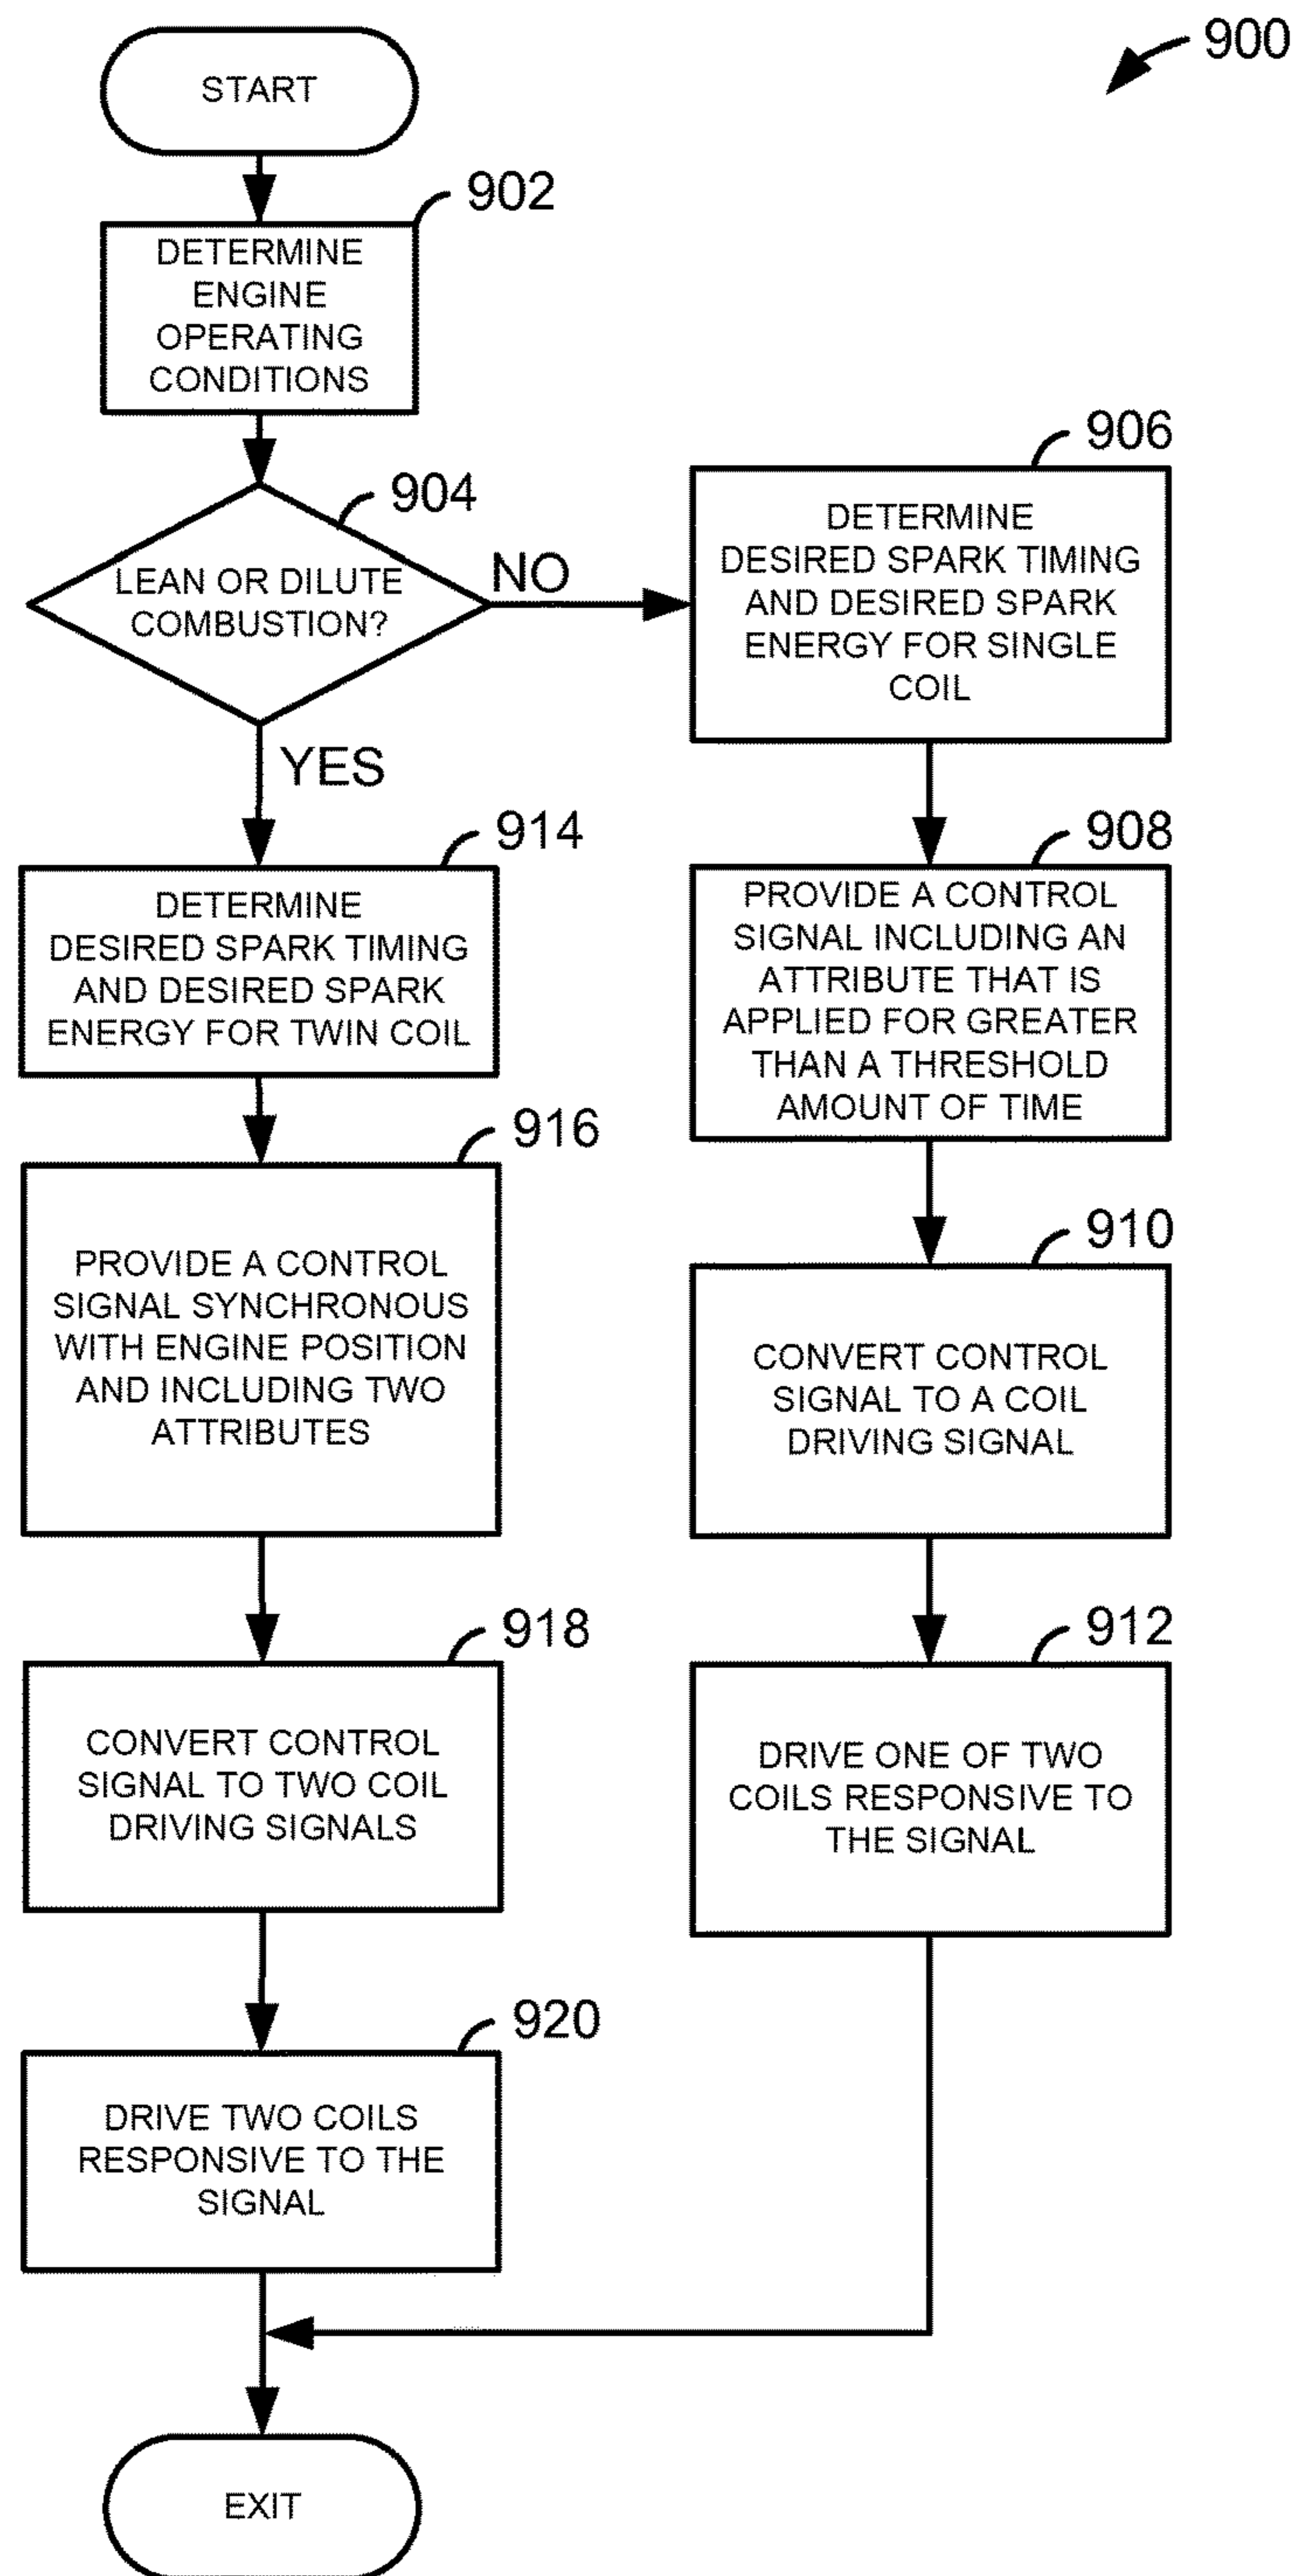 900
START
902
DETERMINE
ENGINE
OPERATING
CONDITIONS
904
LEAN OR DILUTE
COMBUSTION?
NO
YES
906
DETERMINE
DESIRED SPARK TIMING
AND DESIRED SPARK
ENERGY FOR SINGLE
COIL
908
PROVIDE A CONTROL
SIGNAL INCLUDING AN
ATTRIBUTE THAT IS
APPLIED FOR GREATER
THAN A THRESHOLD
AMOUNT OF TIME
910
CONVERT CONTROL
SIGNAL TO A COIL
DRIVING SIGNAL
912
DRIVE ONE OF TWO
COILS RESPONSIVE TO
THE SIGNAL
914
DETERMINE
DESIRED SPARK TIMING
AND DESIRED SPARK
ENERGY FOR TWIN COIL
916
PROVIDE A CONTROL
SIGNAL SYNCHRONOUS
WITH ENGINE POSITION
AND INCLUDING TWO
ATTRIBUTES
918
CONVERT CONTROL
SIGNAL TO TWO COIL
DRIVING SIGNALS
920
DRIVE TWO COILS
RESPONSIVE TO THE
SIGNAL
EXIT